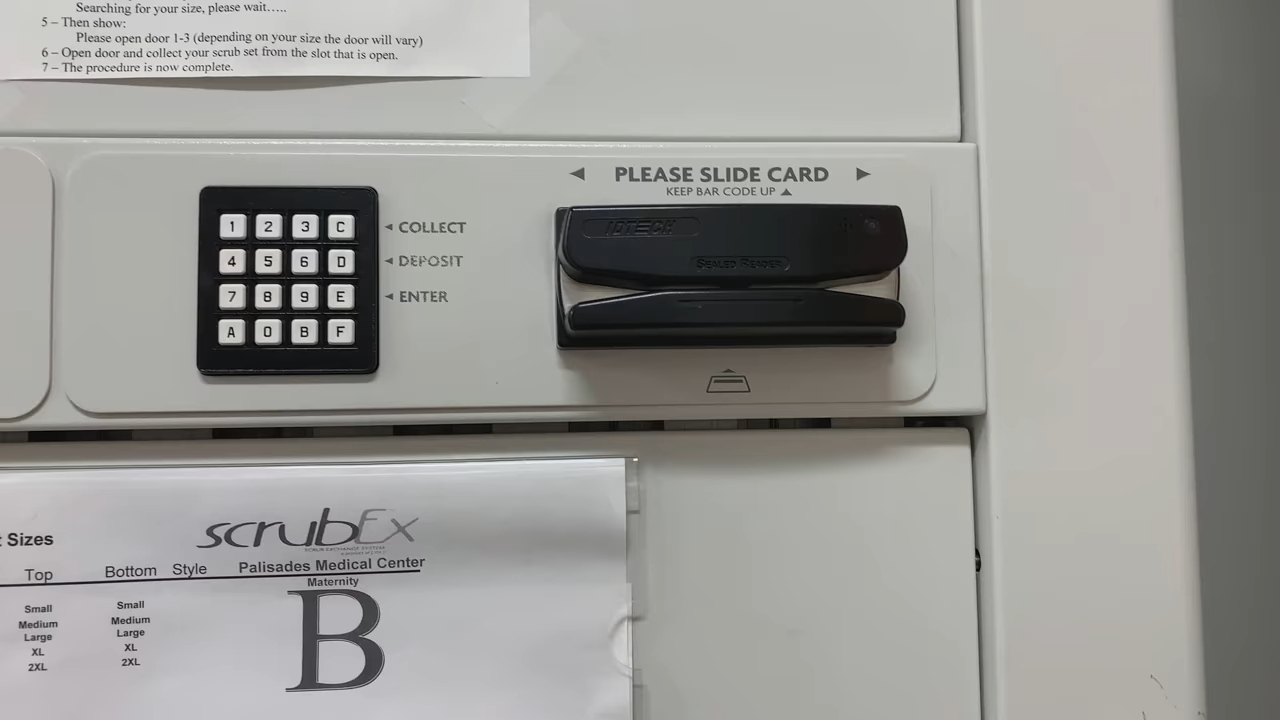 Searching for your size, please wait…..
5 – Then show:
Please open door 1-3 (depending on your size the door will vary)
6 – Open door and collect your scrub set from the slot that is open.
7 – The procedure is now complete.
◄ PLEASE SLIDE CARD ►
KEEP BAR CODE UP ▲
IDTECH
SEALED READER
1 2 3 C ◄ COLLECT
4 5 6 D ◄ DEPOSIT
7 8 9 E ◄ ENTER
A 0 B F
scrubEx
Sizes
Palisades Medical Center
Top Bottom Style
Maternity
B
Small Small
Medium Medium
Large Large
XL XL
2XL 2XL